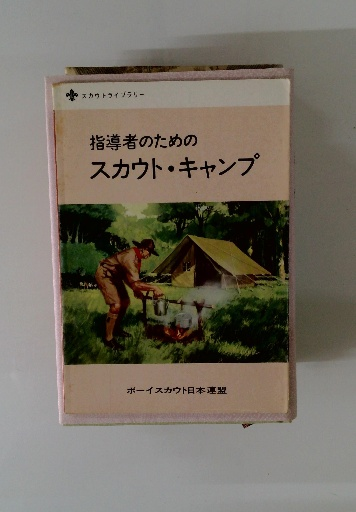 スカウトライブラリー
指導者のための
スカウト・キャンプ
ボーイスカウト日本連盟